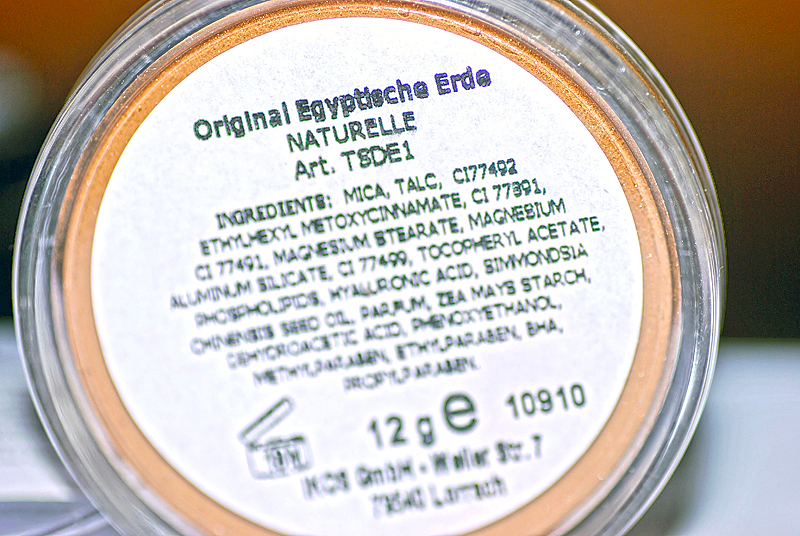 Original Egyptische Erde
NATURELLE
Art. TSDE1
INGREDIENTS: MICA, TALC, CI77492
ETHYLHEXYL METOXYCINNAMATE, CI 77891,
CI 77491, MAGNESIUM STEARATE, MAGNESIUM
ALUMINUM SILICATE, CI 77499, TOCOPHERYL ACETATE,
PHOSPHOLIPIDS, HYALURONIC ACID, SIMMONDSIA
CHINENSIS SEED OIL, PARFUM, ZEA MAYS STARCH,
DEHYDROACETIC ACID, PHENOXYETHANOL,
METHYLPARABEN, ETHYLPARABEN, BHA,
PROPYLPARABEN.
12 g e 10910
GmbH - Weiler Str. 7
Lörrach